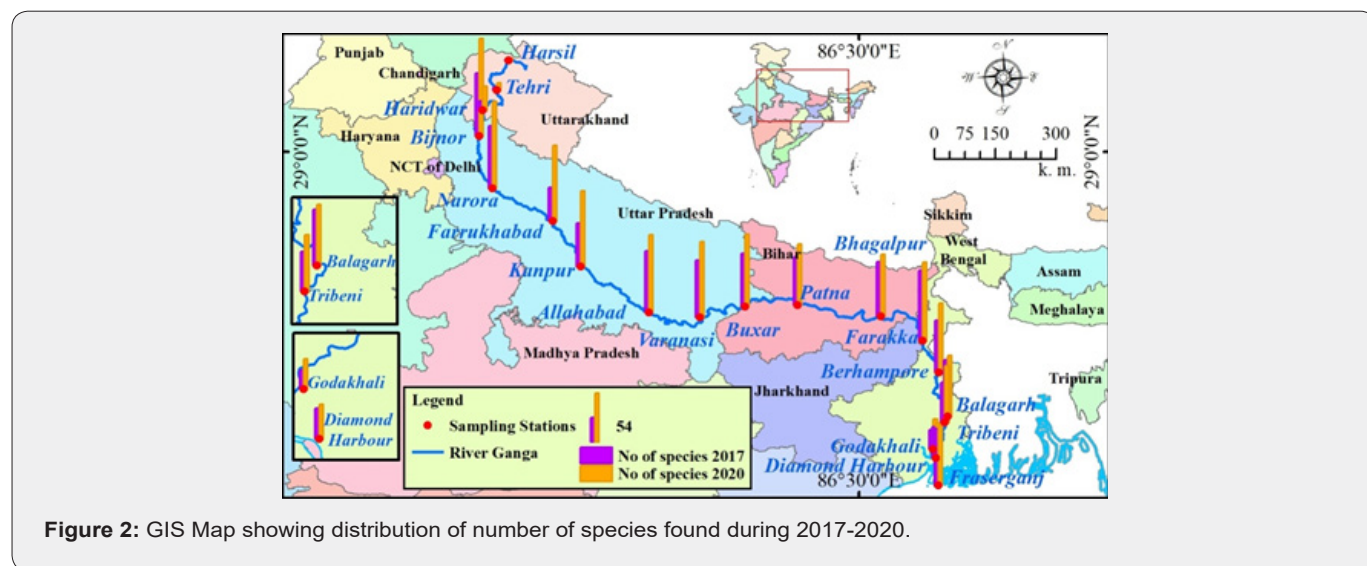 Punjab
Chandigarh
Harsil
Tehri
Haridwar
Uttarakhand
Haryana
Bijnor
NCT of Delhi
Narora
Uttar Pradesh
Farrukhabad
Kanpur
Allahabad
Varanasi
Buxar
Bihar
Patna
Bhagalpur
Sikkim
West
Bengal
Assam
Meghalaya
Farakka
Madhya Pradesh
Berhampore
Jharkhand
Tripura
Balagarh
Tribeni
Godakhali
Diamond Harbour
Fraserganj
86°30'0"E
86°30'0"E
29°0'0"N
29°0'0"N
0 75 150 300
k. m.
Balagarh
Tribeni
Godakhali
Diamond
Harbour
Legend
Sampling Stations
54
River Ganga
No of species 2017
No of species 2020
Figure 2: GIS Map showing distribution of number of species found during 2017-2020.